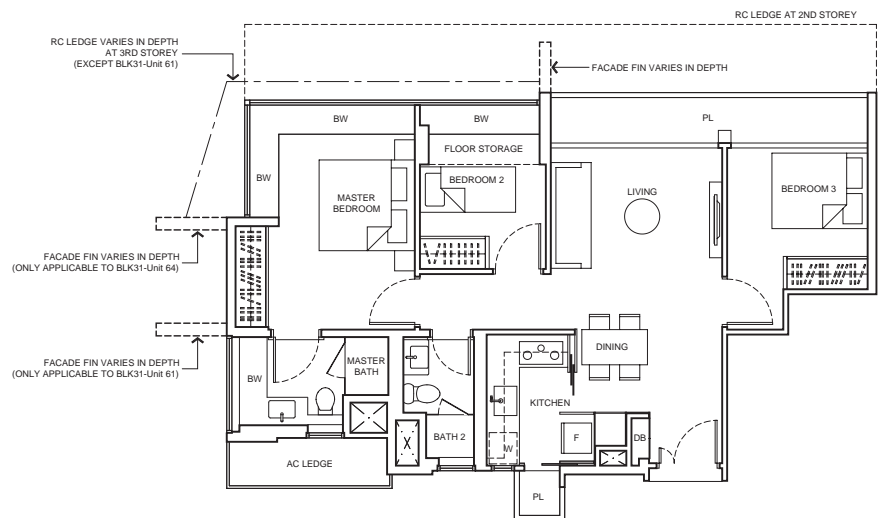 RC LEDGE AT 2ND STOREY
RC LEDGE VARIES IN DEPTH
AT 3RD STOREY
(EXCEPT BLK31-Unit 61)
FACADE FIN VARIES IN DEPTH
BW
BW
PL
FLOOR STORAGE
BW
BEDROOM 2
MASTER
BEDROOM
LIVING
BEDROOM 3
FACADE FIN VARIES IN DEPTH
(ONLY APPLICABLE TO BLK31-Unit 64)
FACADE FIN VARIES IN DEPTH
(ONLY APPLICABLE TO BLK31-Unit 61)
BW
MASTER
BATH
DINING
KITCHEN
BATH 2
W
F
DB
AC LEDGE
PL